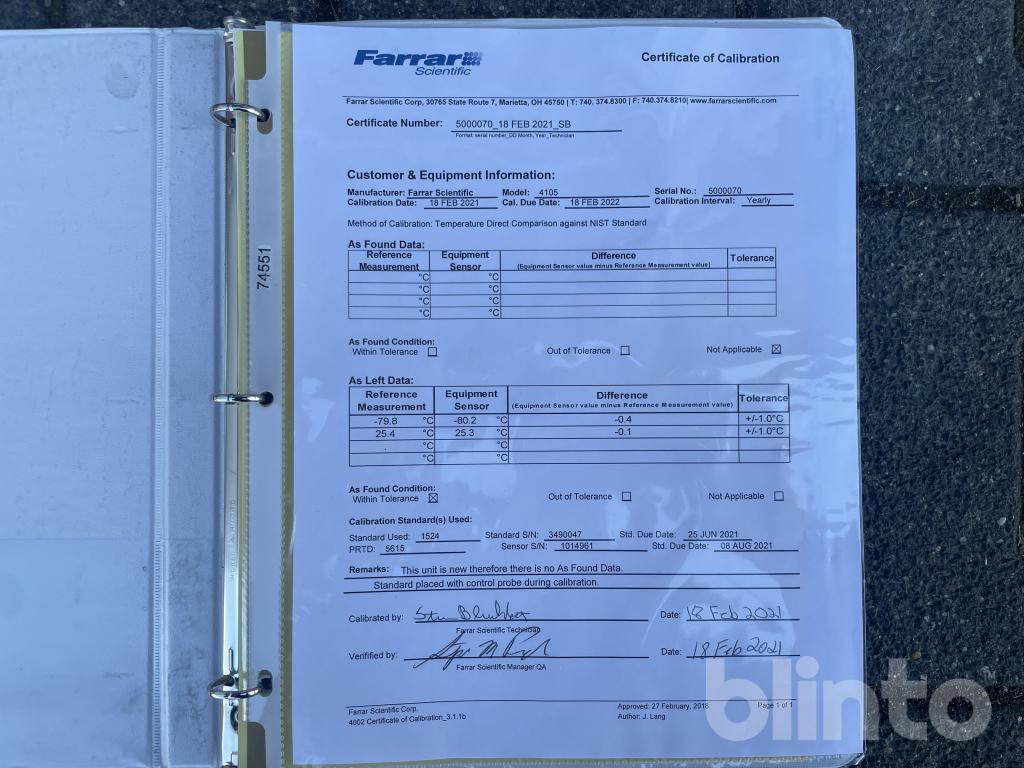 Farrar
Scientific
Certificate of Calibration
Farrar Scientific Corp, 30765 State Route 7, Marietta, OH 45750 | T: 740. 374.8300 | F: 740.374.8210| www.farrarscientific.com
Certificate Number: 5000070_18 FEB 2021_SB
Format: serial number_DD Month, Year_Technician
Customer & Equipment Information:
Manufacturer: Farrar Scientific Model: 4105 Serial No.: 5000070
Calibration Date: 18 FEB 2021 Cal. Due Date: 18 FEB 2022 Calibration Interval: Yearly
Method of Calibration: Temperature Direct Comparison against NIST Standard
As Found Data:
Reference Measurement Equipment Sensor Difference (Equipment Sensor value minus Reference Measurement value) Tolerance
°C °C
°C °C
°C °C
°C °C
As Found Condition:
Within Tolerance ☐ Out of Tolerance ☐ Not Applicable ☒
As Left Data:
Reference Measurement Equipment Sensor Difference (Equipment Sensor value minus Reference Measurement value) Tolerance
-79.8 °C -80.2 °C -0.4 +/-1.0°C
25.4 °C 25.3 °C -0.1 +/-1.0°C
. °C °C
°C °C
As Found Condition:
Within Tolerance ☒ Out of Tolerance ☐ Not Applicable ☐
Calibration Standard(s) Used:
Standard Used: 1524 Standard S/N: 3490047 Std. Due Date: 25 JUN 2021
PRTD: 5615 Sensor S/N: 1014961 Std. Due Date: 08 AUG 2021
Remarks: This unit is new therefore there is no As Found Data.
Standard placed with control probe during calibration.
Calibrated by: Date: 18 Feb 2021
Farrar Scientific Technician
Verified by: Date: 18 Feb 2021
Farrar Scientific Manager QA
Farrar Scientific Corp. Approved: 27 February, 2018 Page 1 of 1
4002 Certificate of Calibration_3.1.1b Author: J. Lang
74551
blinto